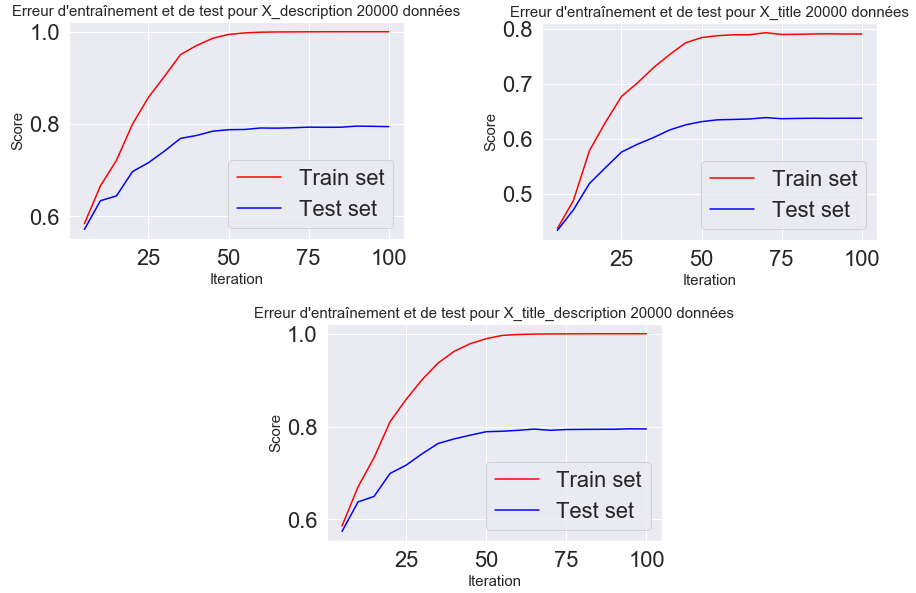 Erreur d'entraînement et de test pour X_description 20000 données
1.0
0.8
0.6
Score
Train set
Test set
25 50 75 100
Iteration
Erreur d'entraînement et de test pour X_title 20000 données
0.8
0.7
0.6
0.5
Score
Train set
Test set
25 50 75 100
Iteration
Erreur d'entraînement et de test pour X_title_description 20000 données
1.0
0.8
0.6
Score
Train set
Test set
25 50 75 100
Iteration